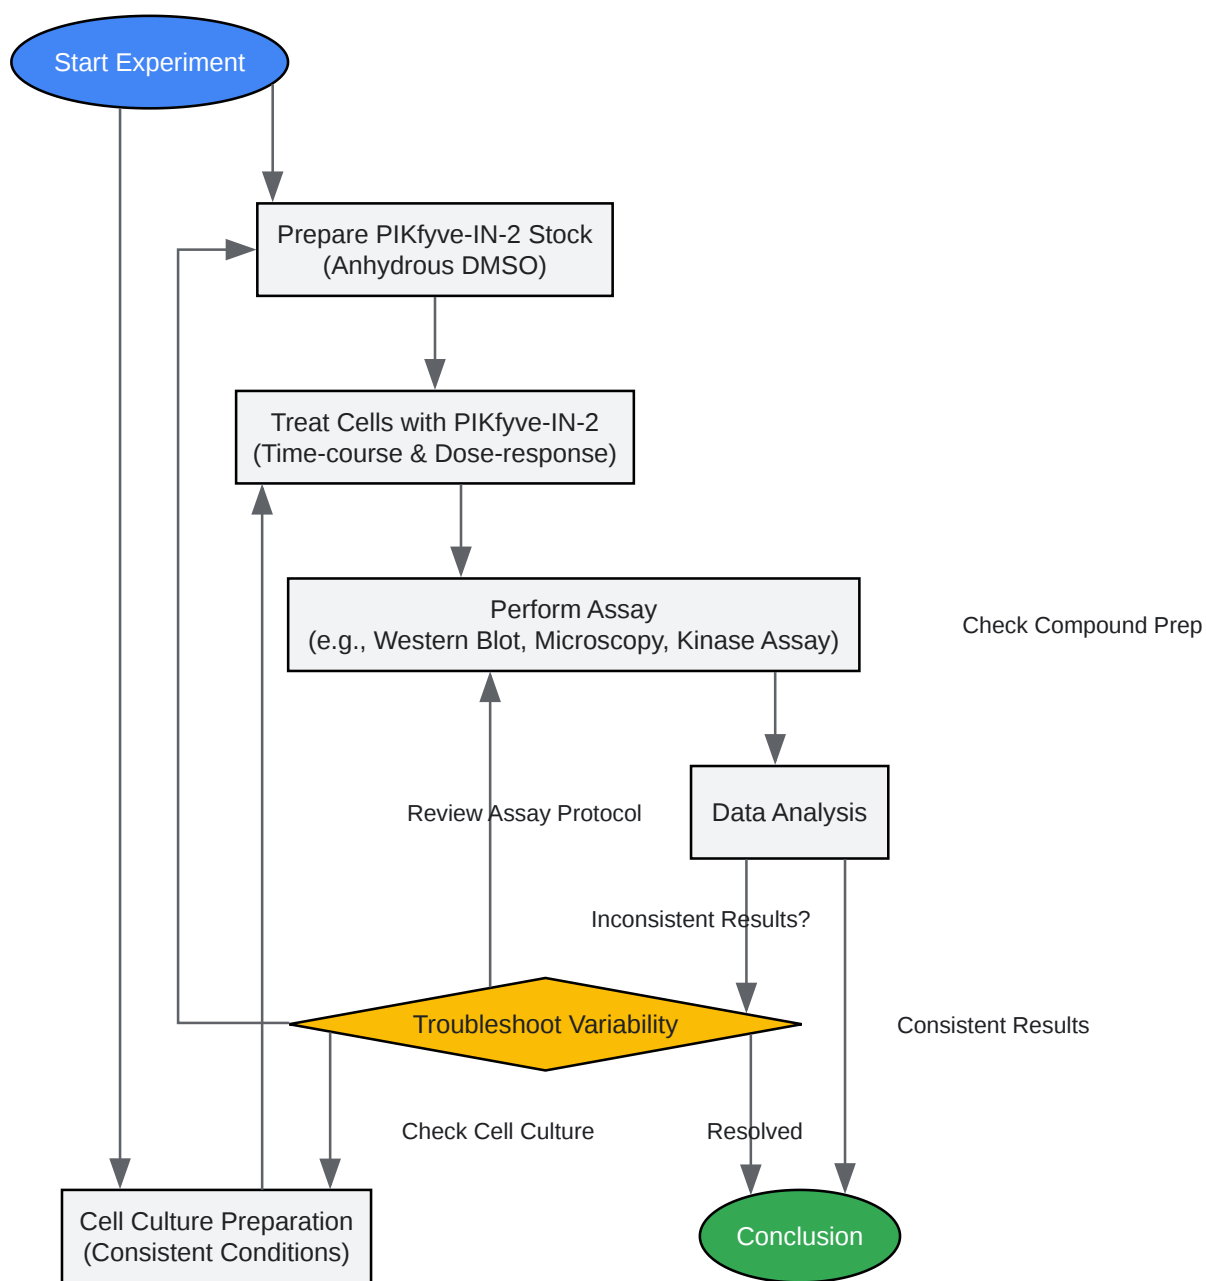 Start Experiment
Prepare PIKfyve-IN-2 Stock
(Anhydrous DMSO)
Treat Cells with PIKfyve-IN-2
(Time-course & Dose-response)
Perform Assay
(e.g., Western Blot, Microscopy, Kinase Assay)
Check Compound Prep
Review Assay Protocol
Data Analysis
Inconsistent Results?
Troubleshoot Variability
Consistent Results
Check Cell Culture
Resolved
Cell Culture Preparation
(Consistent Conditions)
Conclusion